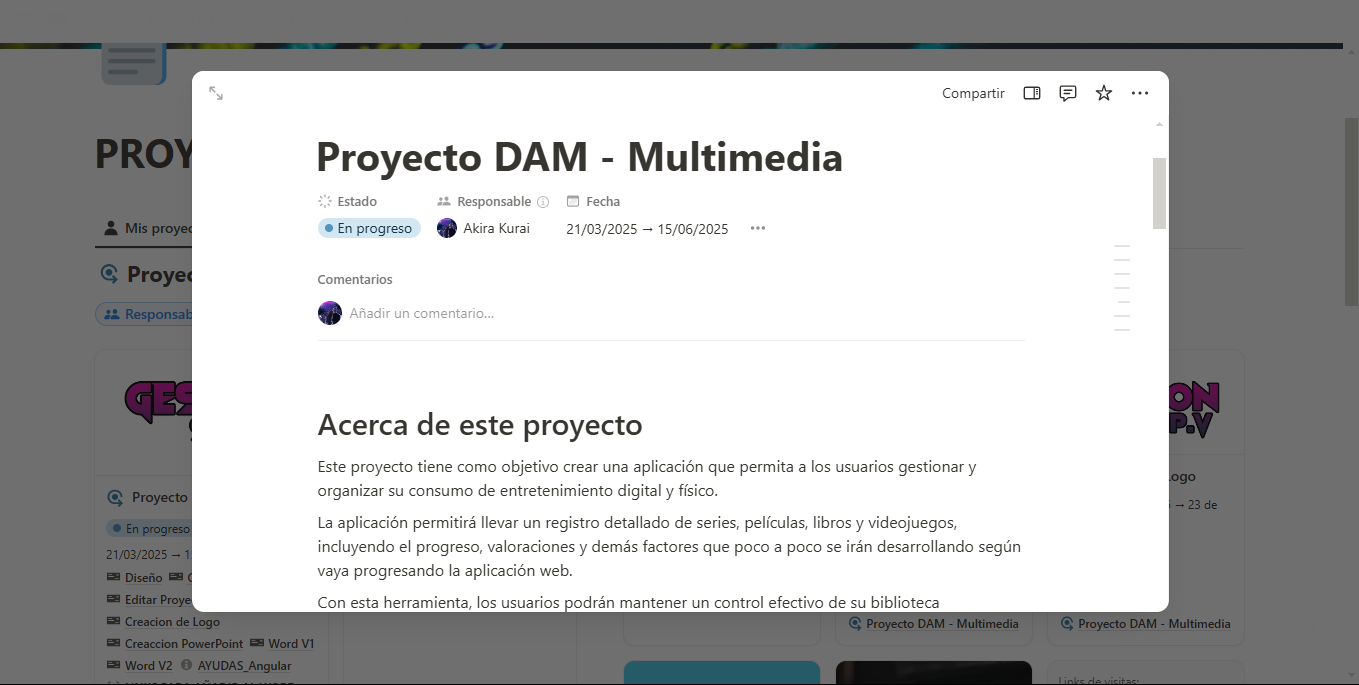 Compartir
Proyecto DAM - Multimedia
Estado Responsable Fecha
En progreso Akira Kurai 21/03/2025 → 15/06/2025
Comentarios
Añadir un comentario...
Acerca de este proyecto
Este proyecto tiene como objetivo crear una aplicación que permita a los usuarios gestionar y
organizar su consumo de entretenimiento digital y físico.
La aplicación permitirá llevar un registro detallado de series, películas, libros y videojuegos,
incluyendo el progreso, valoraciones y demás factores que poco a poco se irán desarrollando según
vaya progresando la aplicación web.
Con esta herramienta, los usuarios podrán mantener un control efectivo de su biblioteca
PROY
Mis proyec
Proyec
Responsab
GES
Proyecto
En progreso
21/03/2025 → 1
Diseño
Editar Proye
Creacion de Logo
Creaccion PowerPoint Word V1
Word V2 AYUDAS_Angular
Proyecto DAM - Multimedia
ON
P.V
ogo
→ 23 de
Proyecto DAM - Multimedia
Links de visitas: